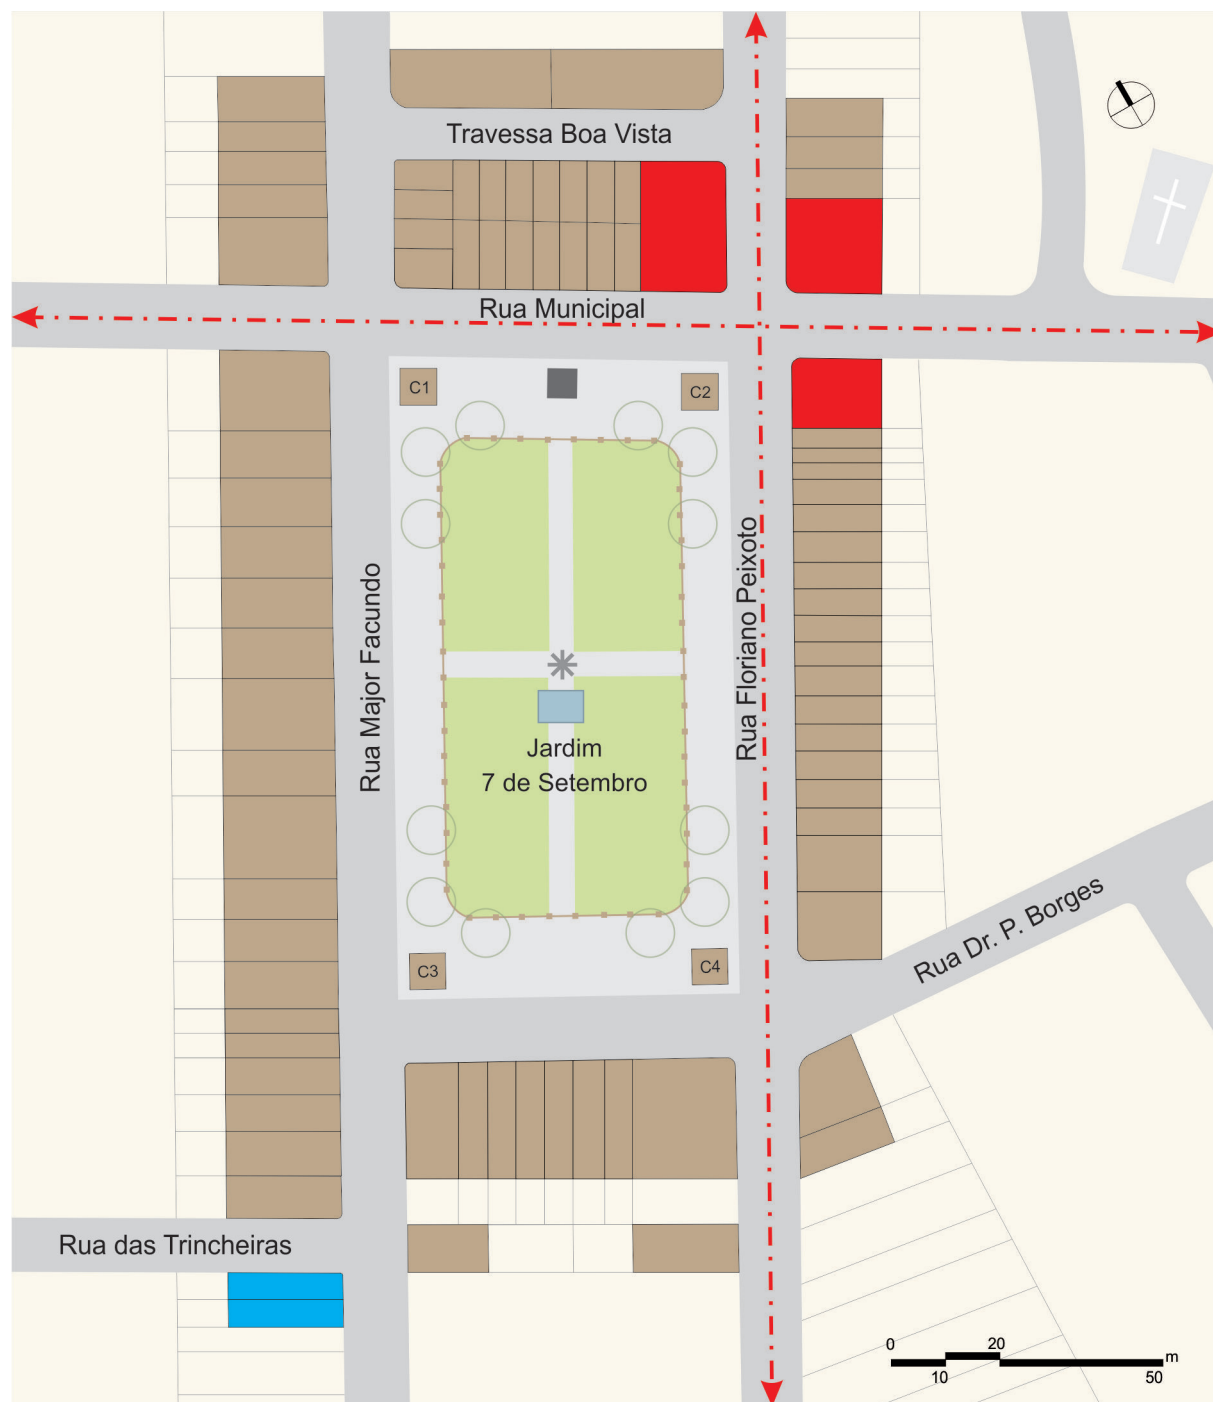 Travessa Boa Vista
Rua Municipal
C1
C2
Rua Major Facundo
Rua Floriano Peixoto
Jardim
7 de Setembro
Rua Dr. P. Borges
C3
C4
Rua das Trincheiras
0
20
m
10
50